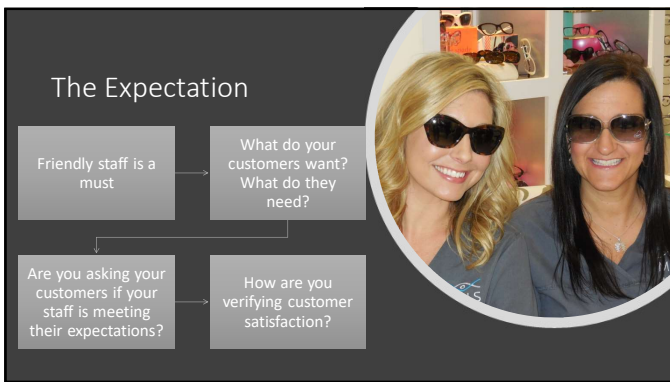 The Expectation
Friendly staff is a
must
What do your
customers want?
What do they
need?
Are you asking your
customers if your
staff is meeting
their expectations?
How are you
verifying customer
satisfaction?